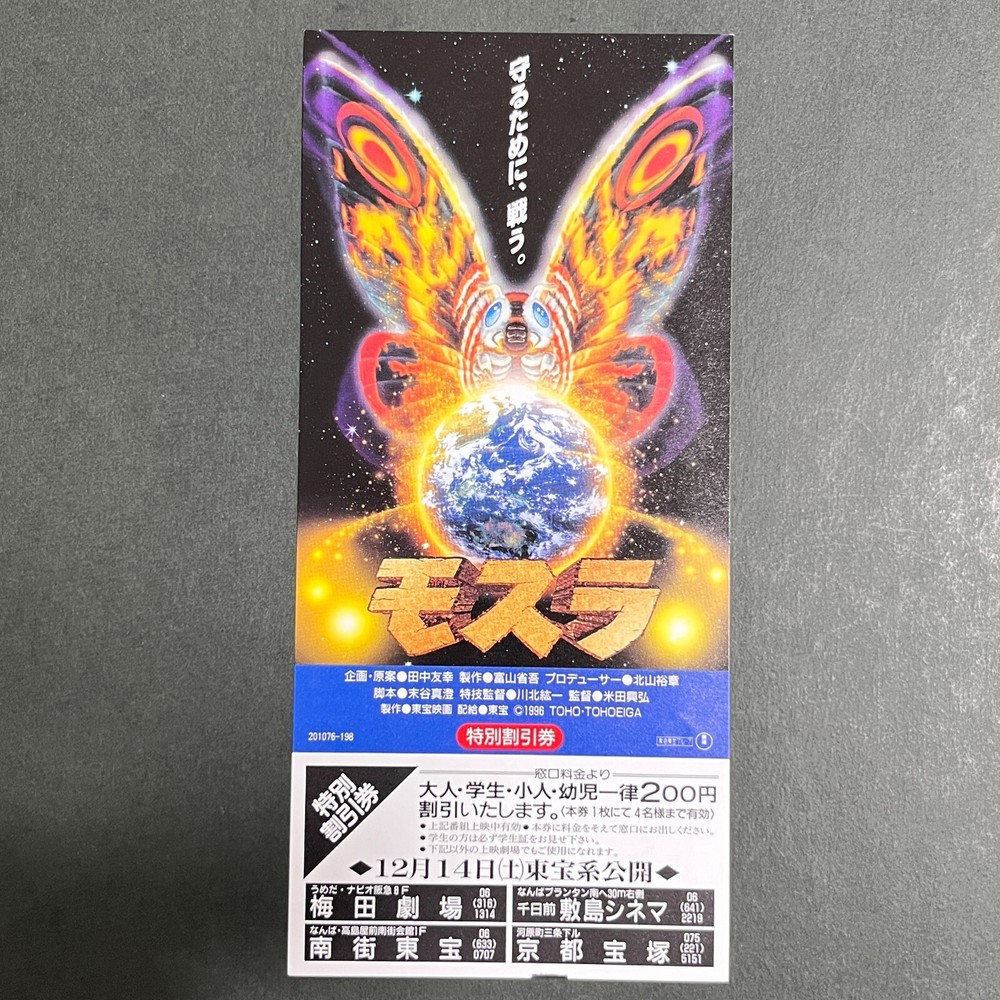 守るために、戦う。
モスラ
企画・原案●田中友幸 製作●富山省吾 プロデューサー●北山裕章
脚本●末谷真澄 特技監督●川北紘一 監督●米田興弘
製作●東宝映画 配給●東宝 ©1996 TOHO・TOHOEIGA
201076-198
特別割引券
特別
割引券
窓口料金より
大人・学生・小人・幼児一律200円
割引いたします。〈本券1枚にて4名様まで有効〉
●上記番組上映中有効●本券に料金をそえて窓口にお出しください。
●学生の方は必ず学生証をお見せ下さい。
●下記以外の上映劇場でもご使用になれます。
◆12月14日(土)東宝系公開◆
うめだ・ナビオ阪急8F
梅田劇場 06(316)1314
なんばプランタン南へ30m右側
千日前 敷島シネマ 06(641)2219
なんば・高島屋前南街会館1F
南街東宝 06(633)0707
河原町三条下ル
京都宝塚 075(221)5151